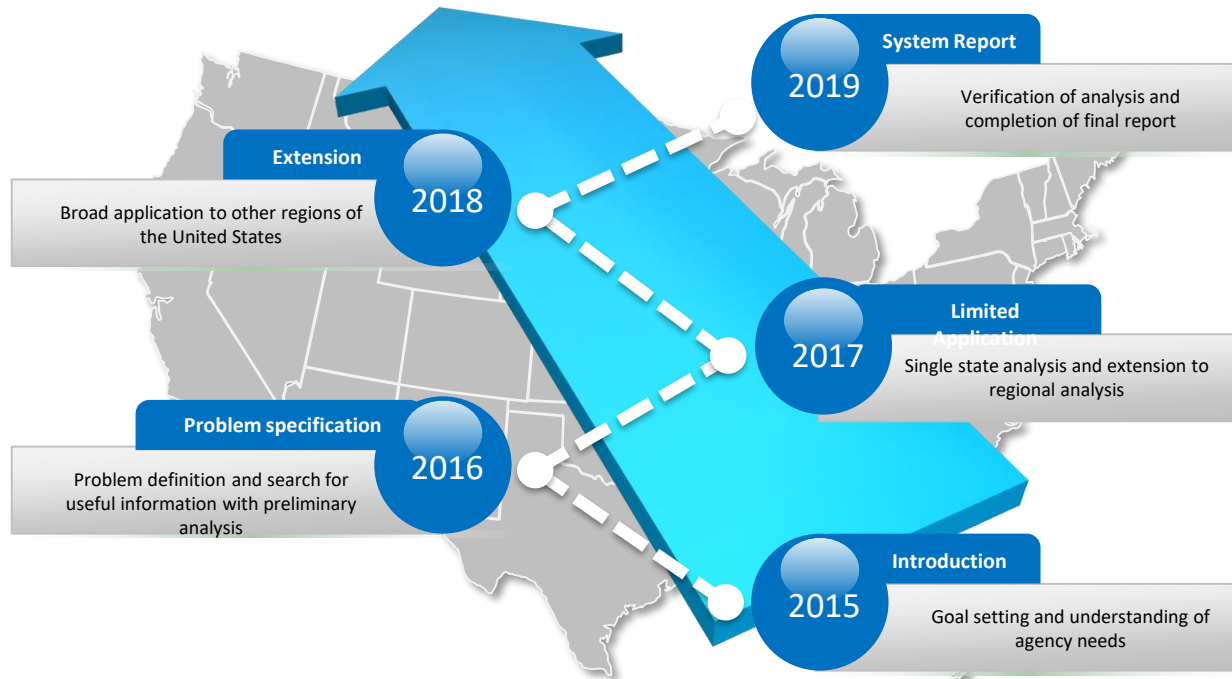 System Report
2019
Verification of analysis and
completion of final report
Extension
2018
Broad application to other regions of
the United States
Limited
Application
2017
Single state analysis and extension to
regional analysis
Problem specification
2016
Problem definition and search for
useful information with preliminary
analysis
Introduction
2015
Goal setting and understanding of
agency needs